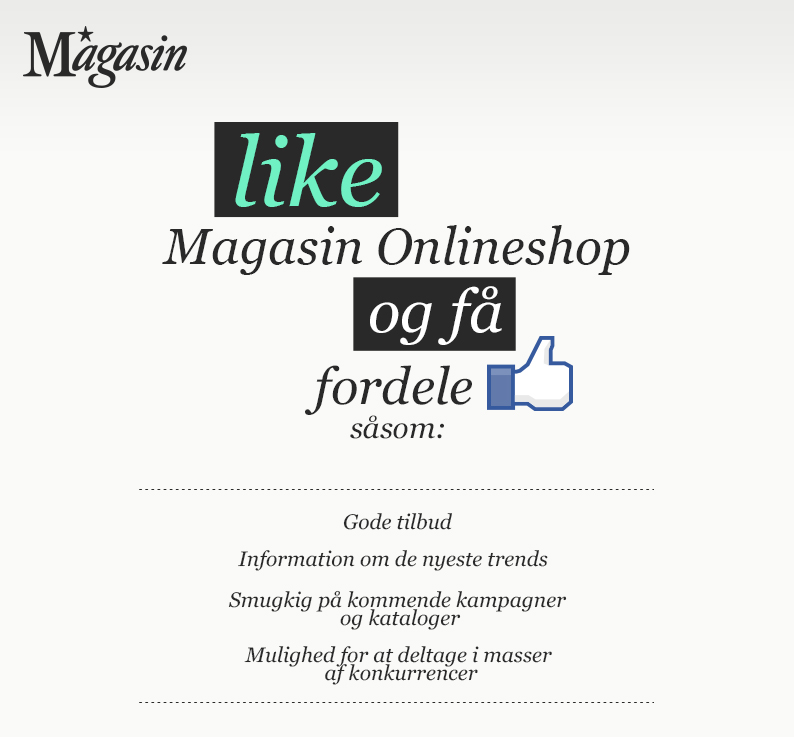 Magasin
like
Magasin Onlineshop
og få
fordele
såsom:
Gode tilbud
Information om de nyeste trends
Smugkig på kommende kampagner
og kataloger
Mulighed for at deltage i masser
af konkurrencer